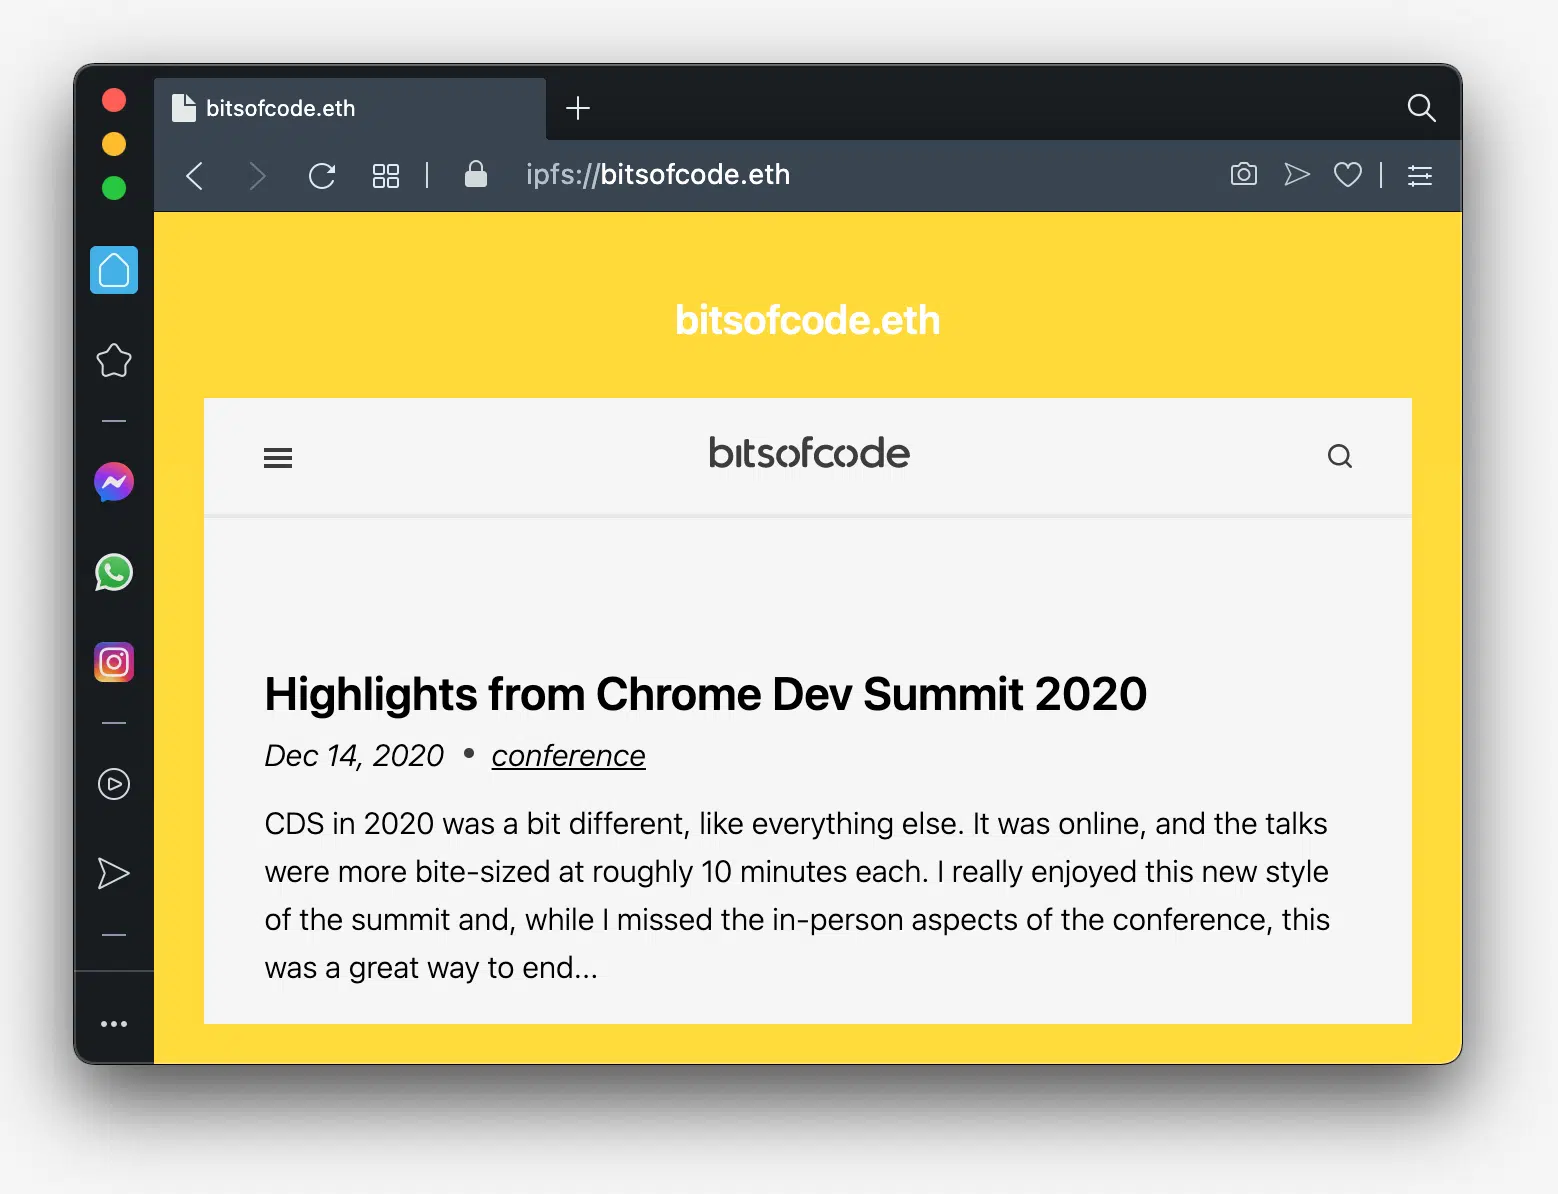 bitsofcode.eth
ipfs://bitsofcode.eth
bitsofcode.eth
bitsofcode
Highlights from Chrome Dev Summit 2020
Dec 14, 2020 • conference
CDS in 2020 was a bit different, like everything else. It was online, and the talks
were more bite-sized at roughly 10 minutes each. I really enjoyed this new style
of the summit and, while I missed the in-person aspects of the conference, this
was a great way to end...